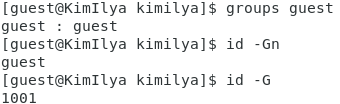 [guest@KimIlya kimilya]$ groups guest
guest : guest
[guest@KimIlya kimilya]$ id -Gn
guest
[guest@KimIlya kimilya]$ id -G
1001